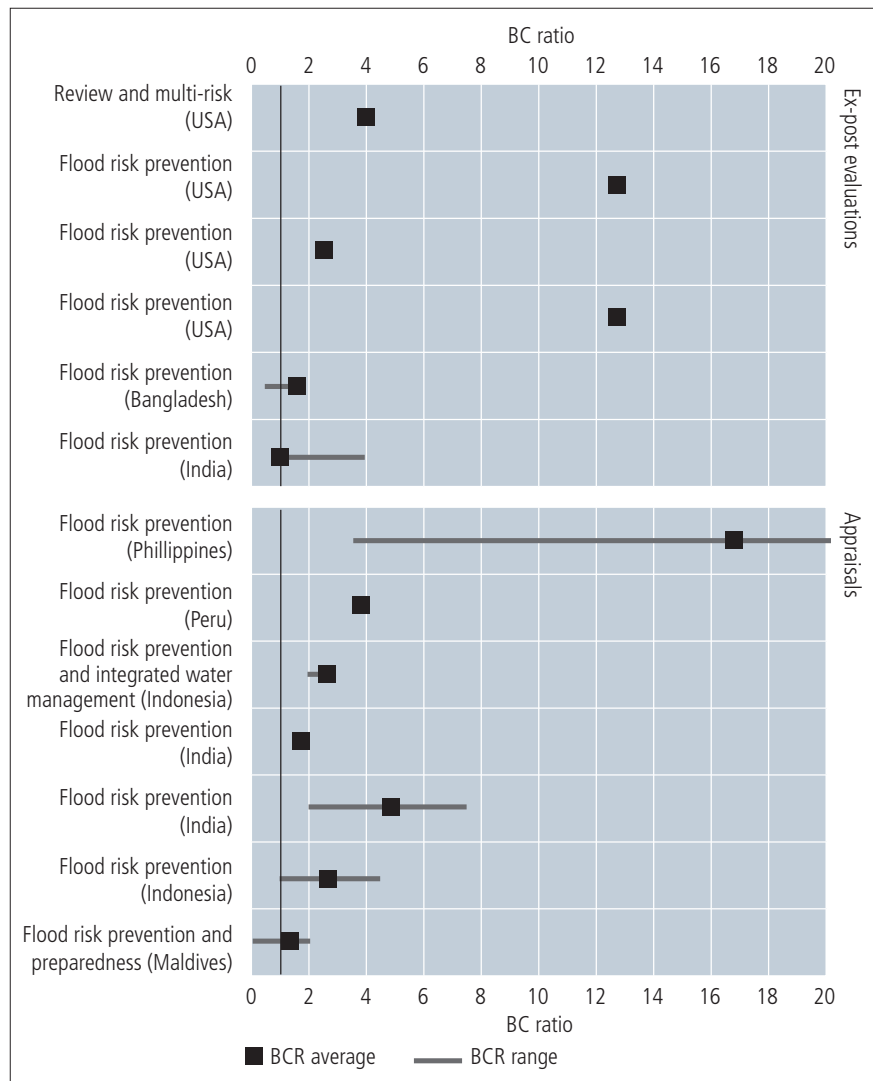 BC ratio
0 2 4 6 8 10 12 14 16 18 20
Review and multi-risk
(USA)
Flood risk prevention
(USA)
Flood risk prevention
(USA)
Flood risk prevention
(USA)
Flood risk prevention
(Bangladesh)
Flood risk prevention
(India)
Ex-post evaluations
Flood risk prevention
(Phillippines)
Flood risk prevention
(Peru)
Flood risk prevention
and integrated water
management (Indonesia)
Flood risk prevention
(India)
Flood risk prevention
(India)
Flood risk prevention
(Indonesia)
Flood risk prevention and
preparedness (Maldives)
Appraisals
0 2 4 6 8 10 12 14 16 18 20
BC ratio
BCR average BCR range